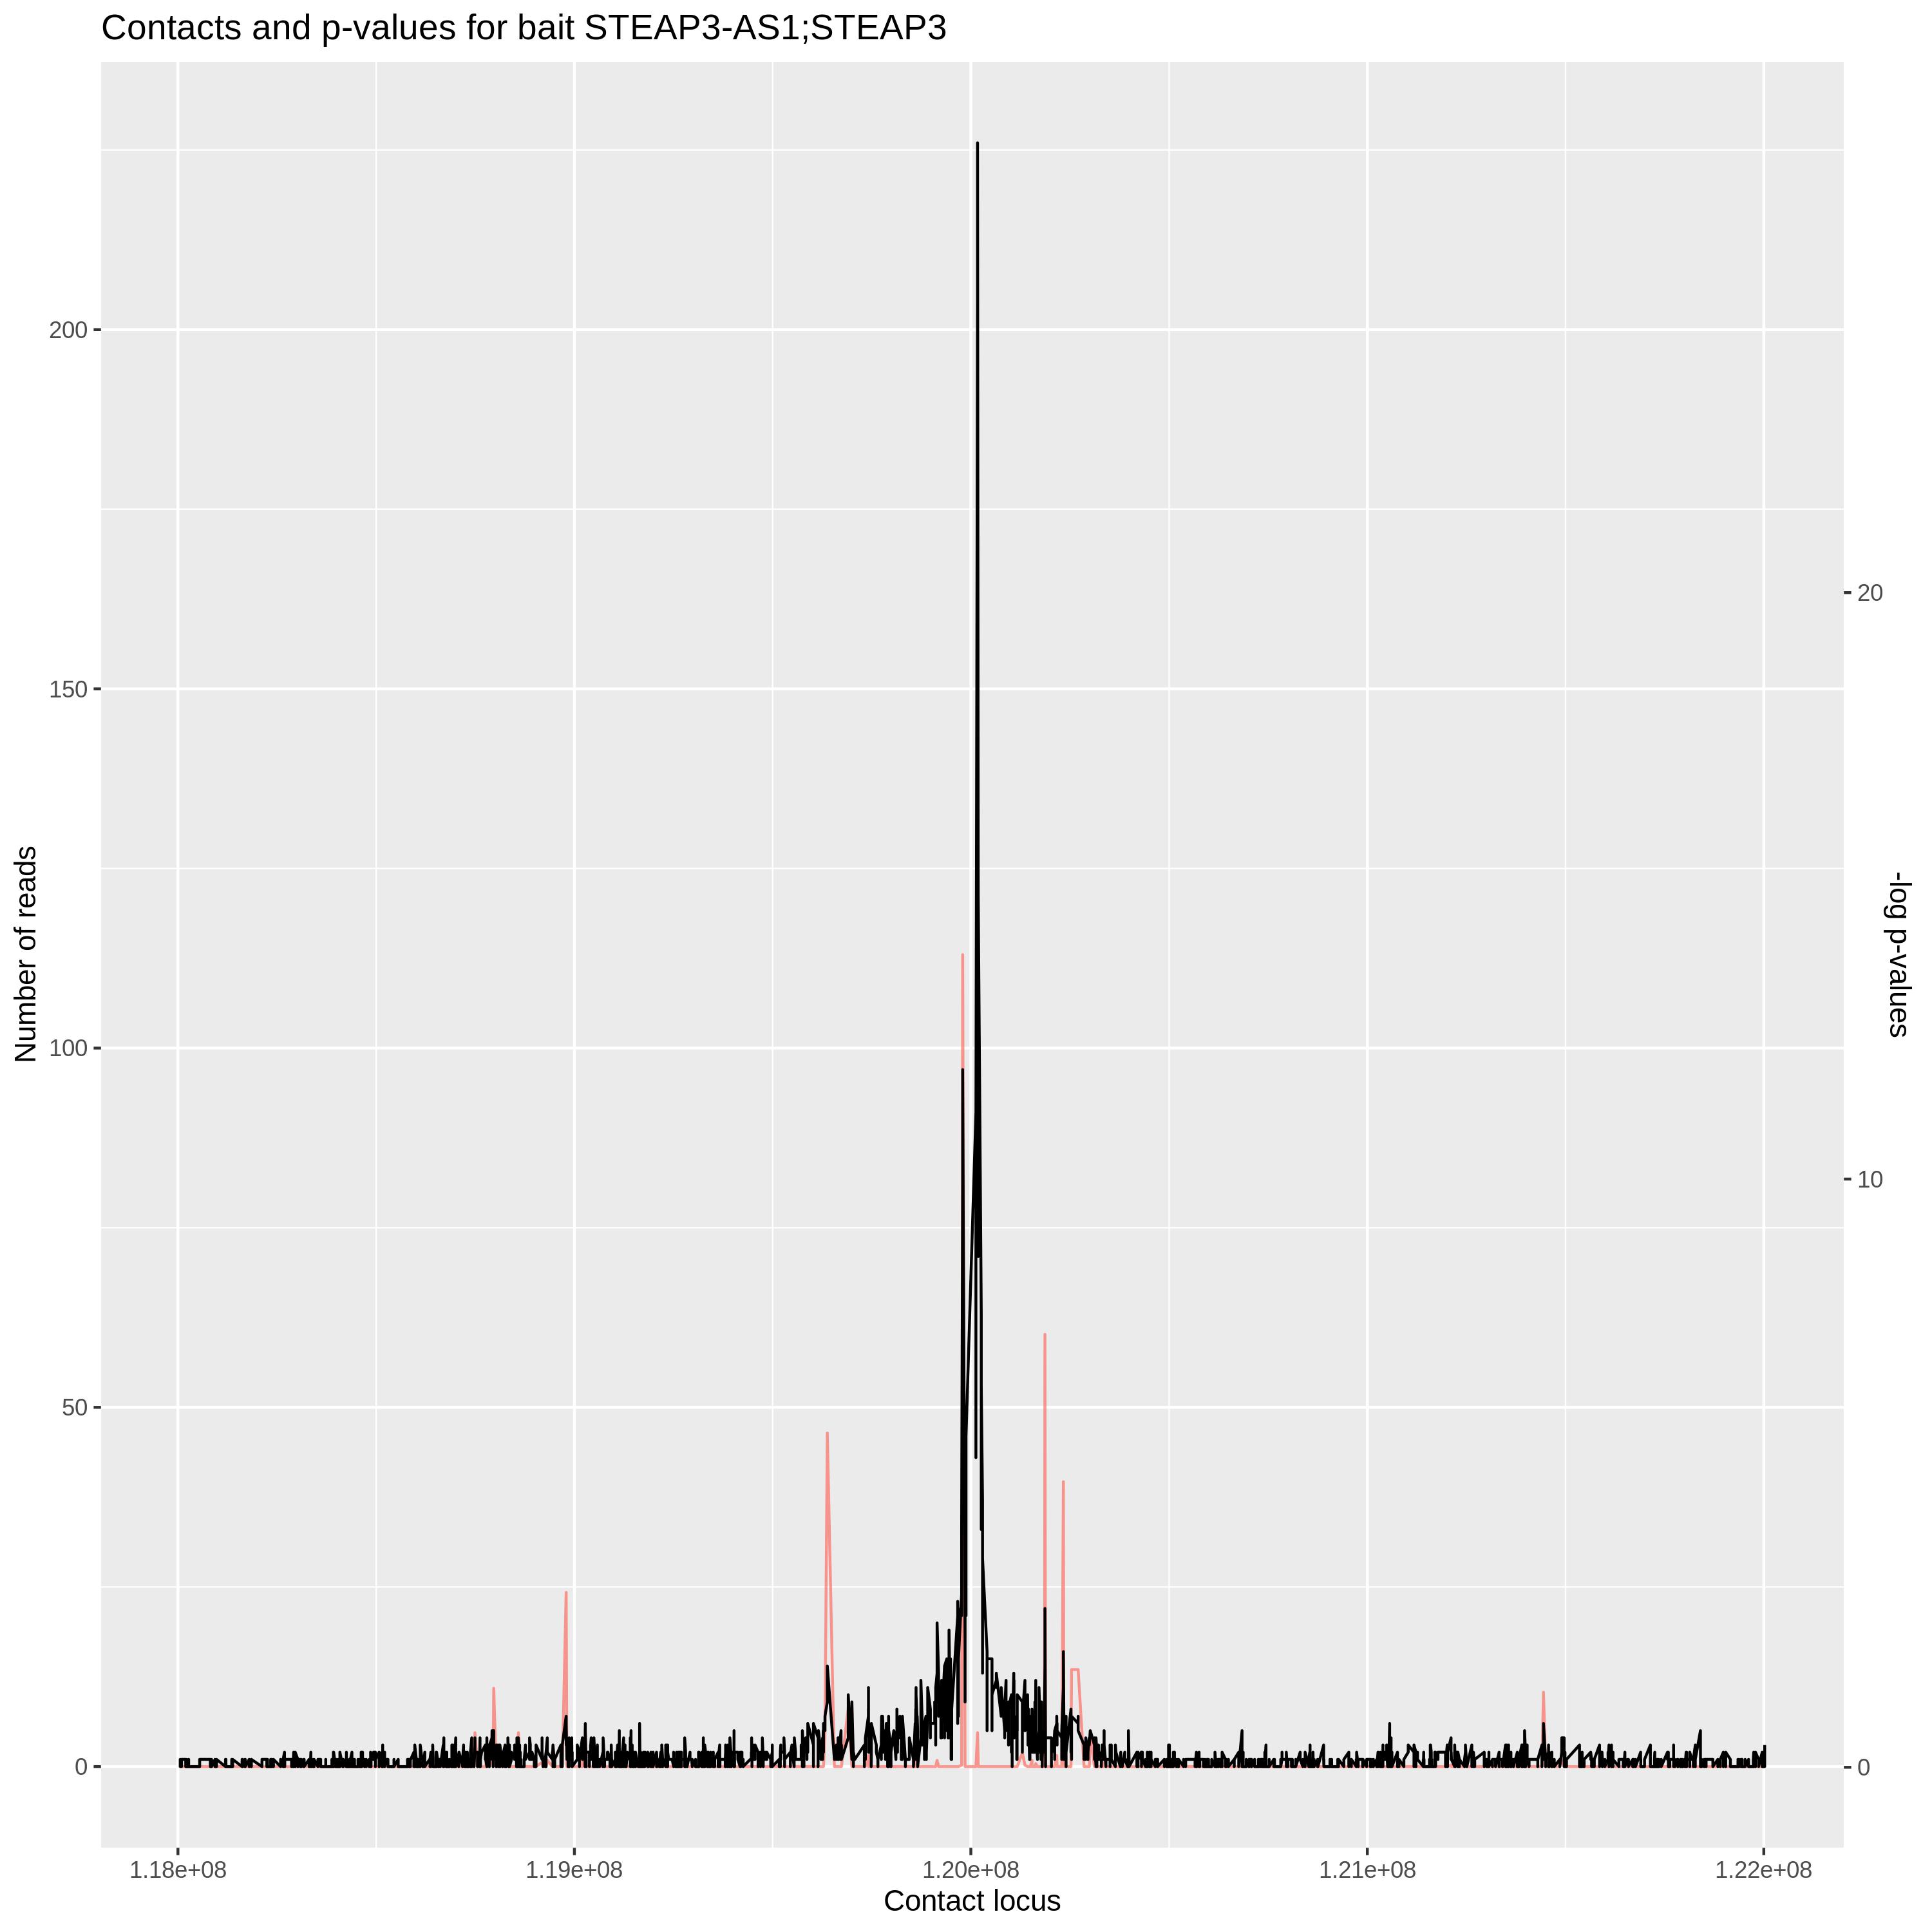 Contacts and p-values for bait STEAP3-AS1;STEAP3
Number of reads
200
150
100
50
0
20
10
0
-log p-values
1.18e+08
1.19e+08
1.20e+08
1.21e+08
1.22e+08
Contact locus